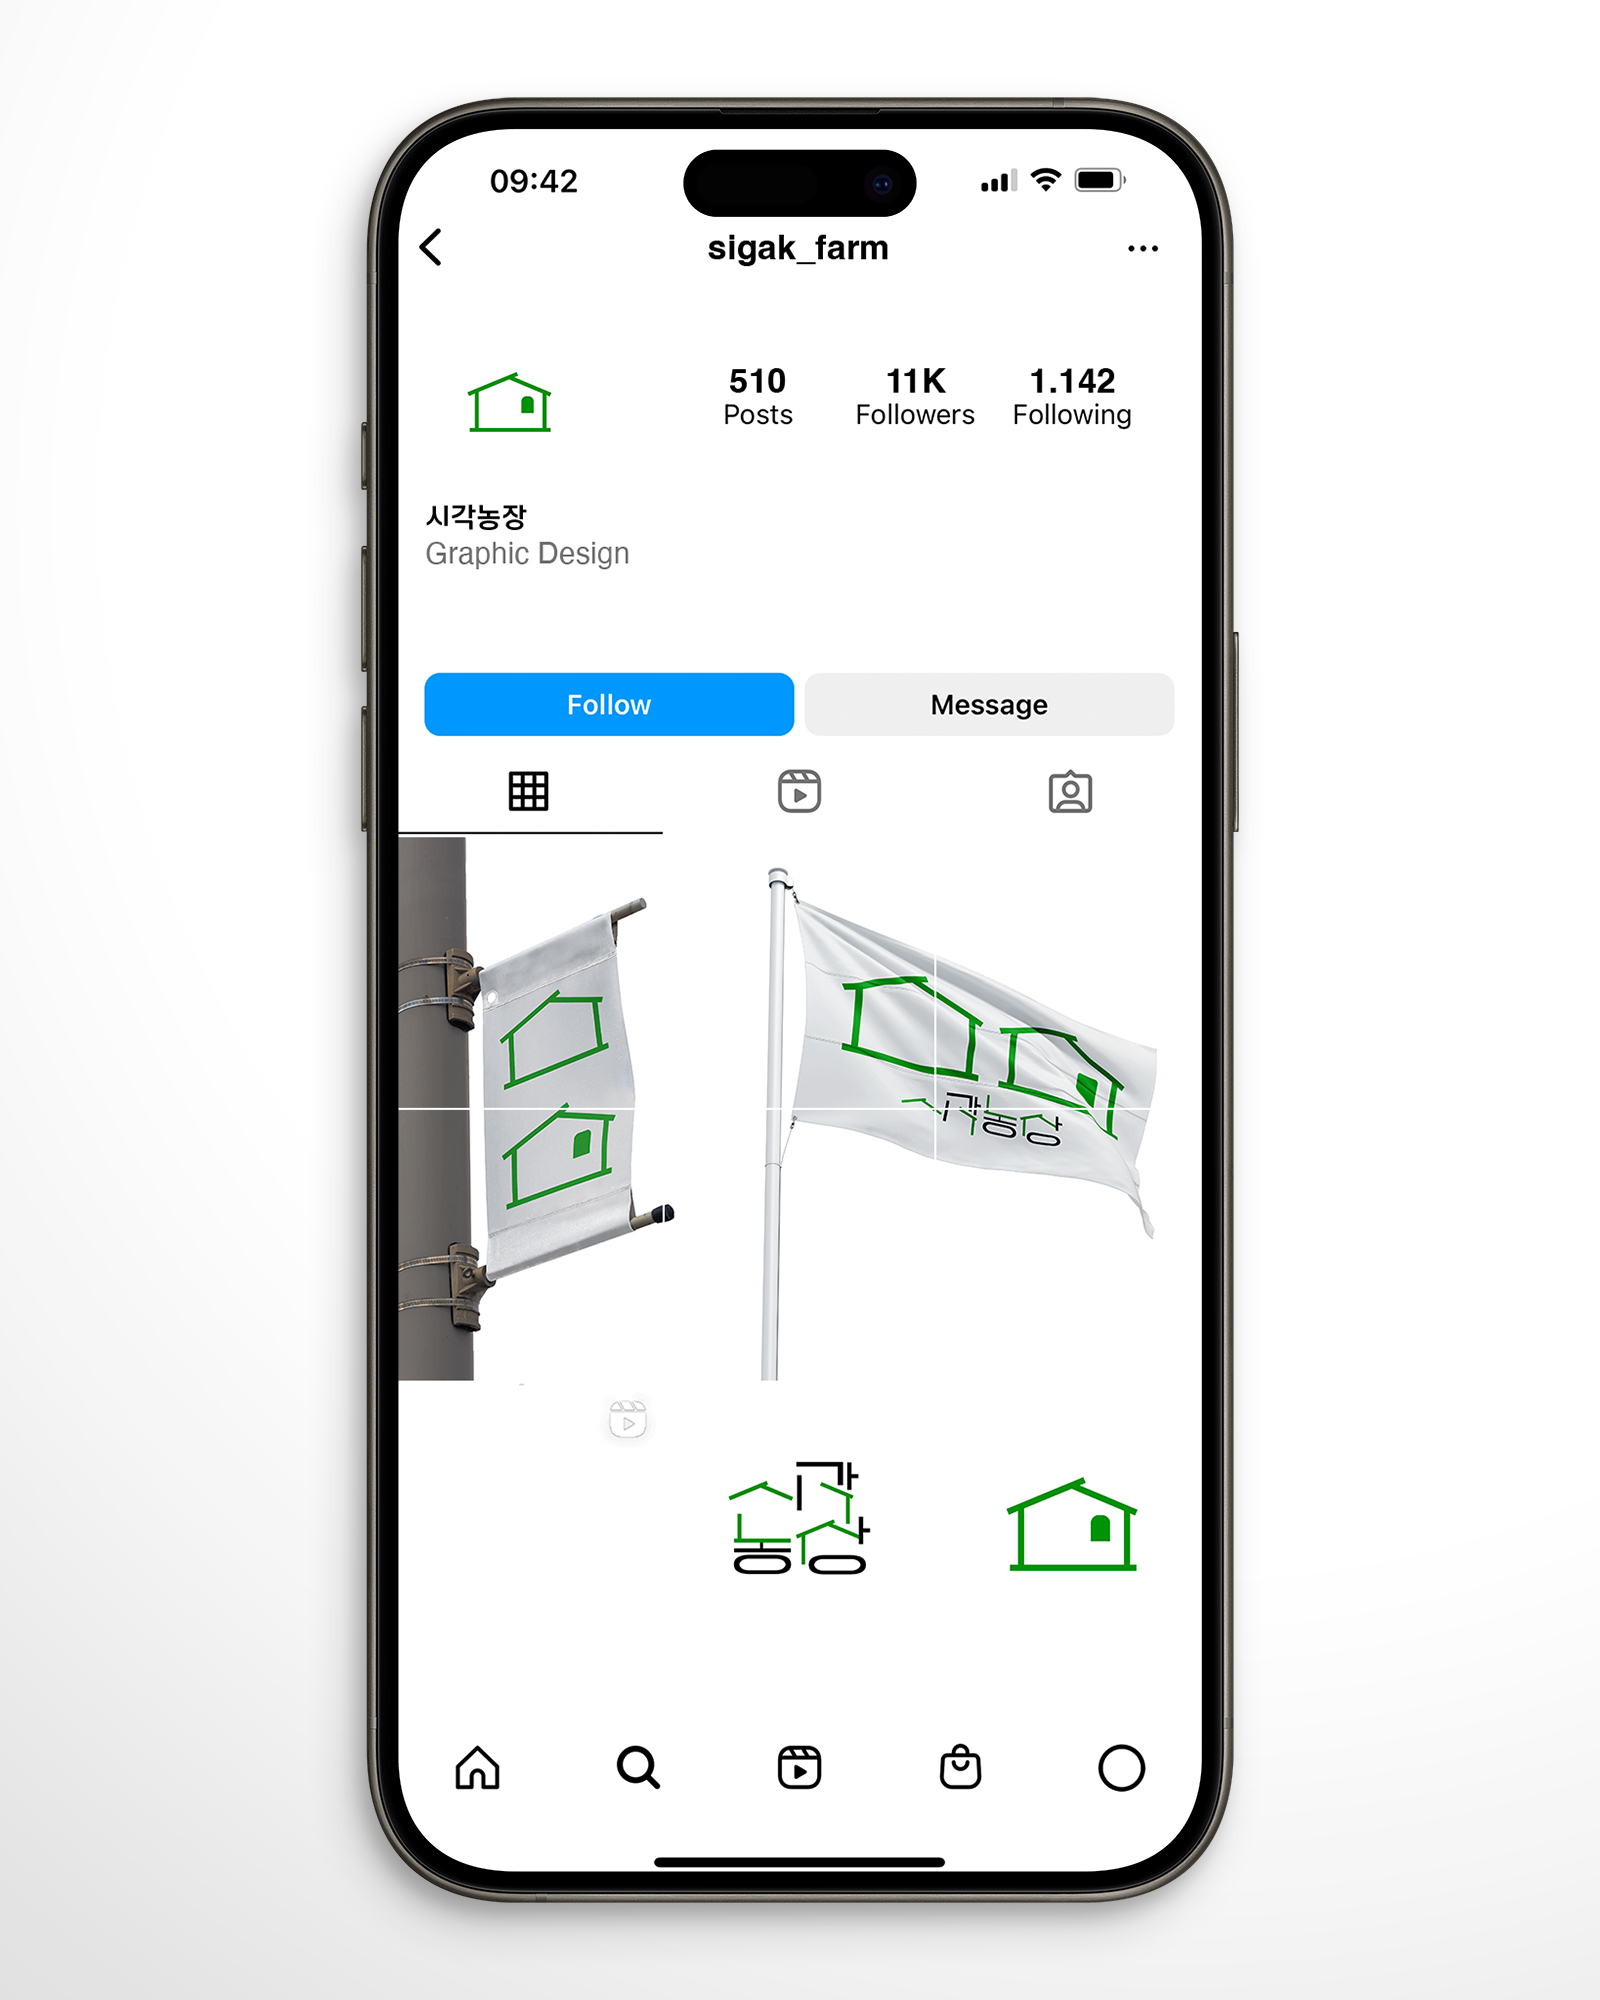 09:42
sigak_farm
510
Posts
11K
Followers
1.142
Following
시각농장
Graphic Design
Follow
Message
시각농장
시각
농장